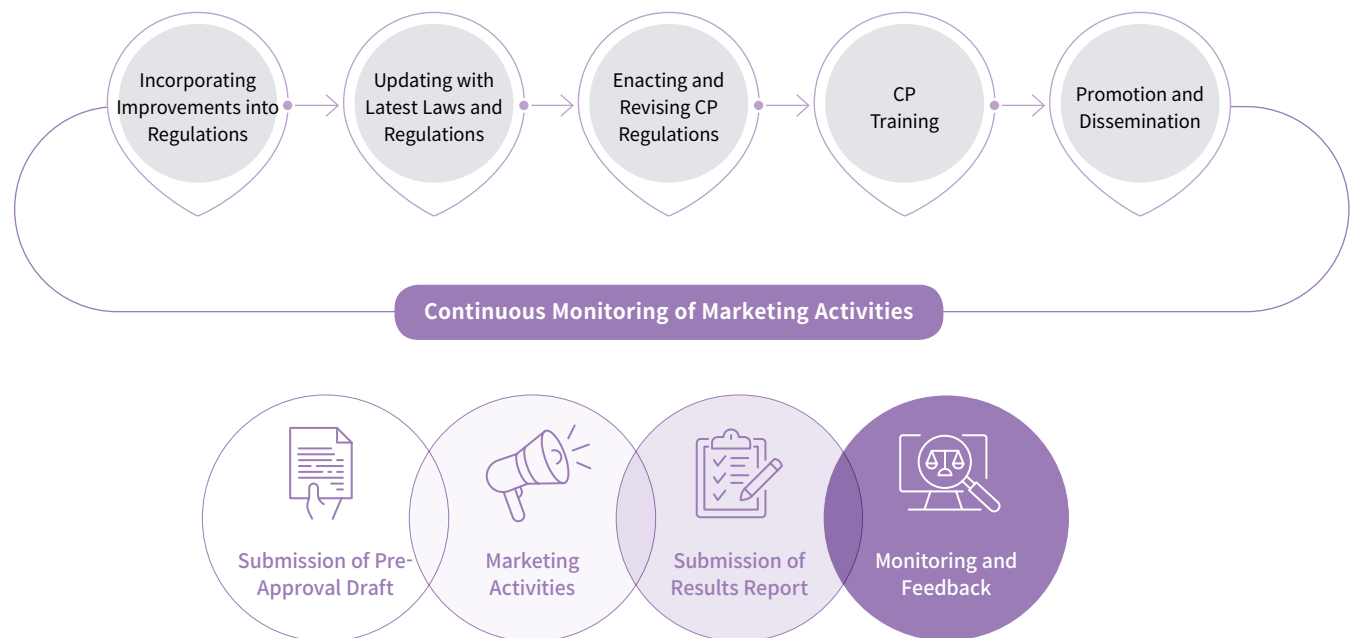 Incorporating
Improvements into
Regulations
Updating with
Latest Laws and
Regulations
Enacting and
Revising CP
Regulations
CP
Training
Promotion and
Dissemination
Continuous Monitoring of Marketing Activities
Submission of Pre-
Approval Draft
Marketing
Activities
Submission of
Results Report
Monitoring and
Feedback